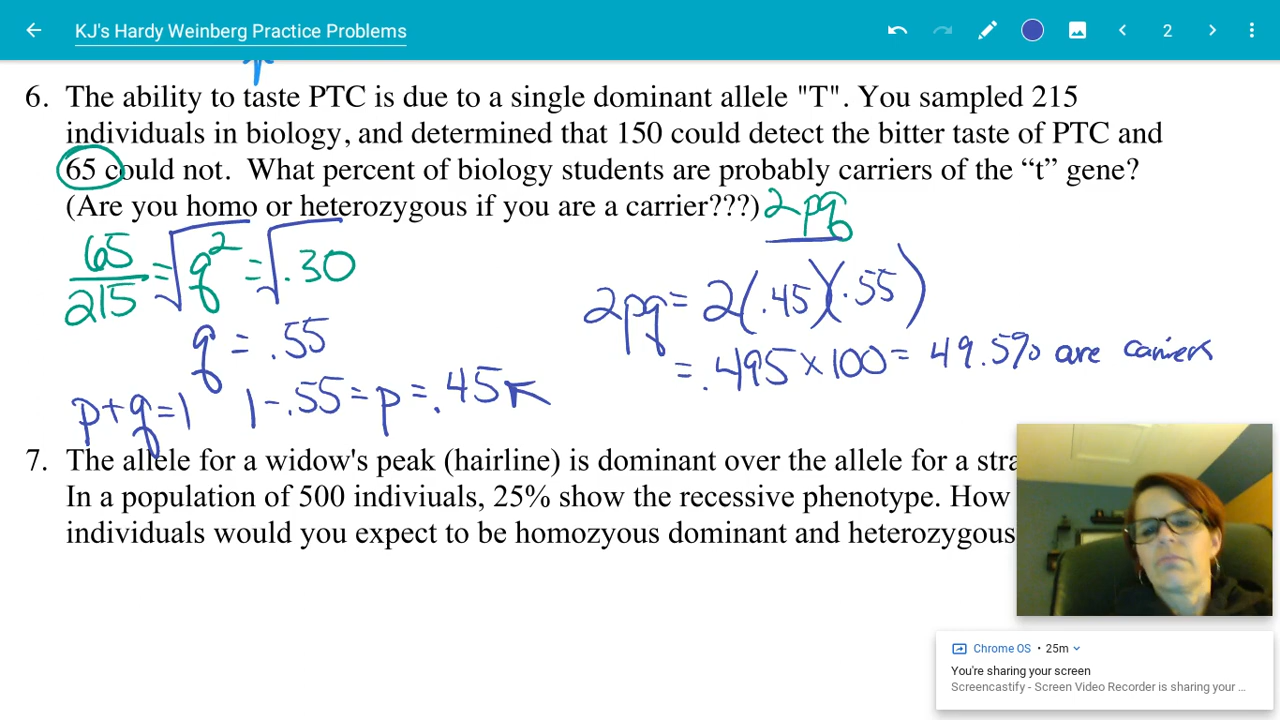 KJ's Hardy Weinberg Practice Problems
2
6. The ability to taste PTC is due to a single dominant allele "T". You sampled 215
individuals in biology, and determined that 150 could detect the bitter taste of PTC and
65 could not. What percent of biology students are probably carriers of the “t” gene?
(Are you homo or heterozygous if you are a carrier???) 2pq
65/215 = √q² = √.30
2pq = 2(.45)(.55)
q = .55
= .495 × 100 = 49.5% are carriers
p+q=1 1-.55 = p = .45
7. The allele for a widow's peak (hairline) is dominant over the allele for a stra
In a population of 500 indiviuals, 25% show the recessive phenotype. How
individuals would you expect to be homozyous dominant and heterozygous
Chrome OS • 25m
You're sharing your screen
Screencastify - Screen Video Recorder is sharing your ...